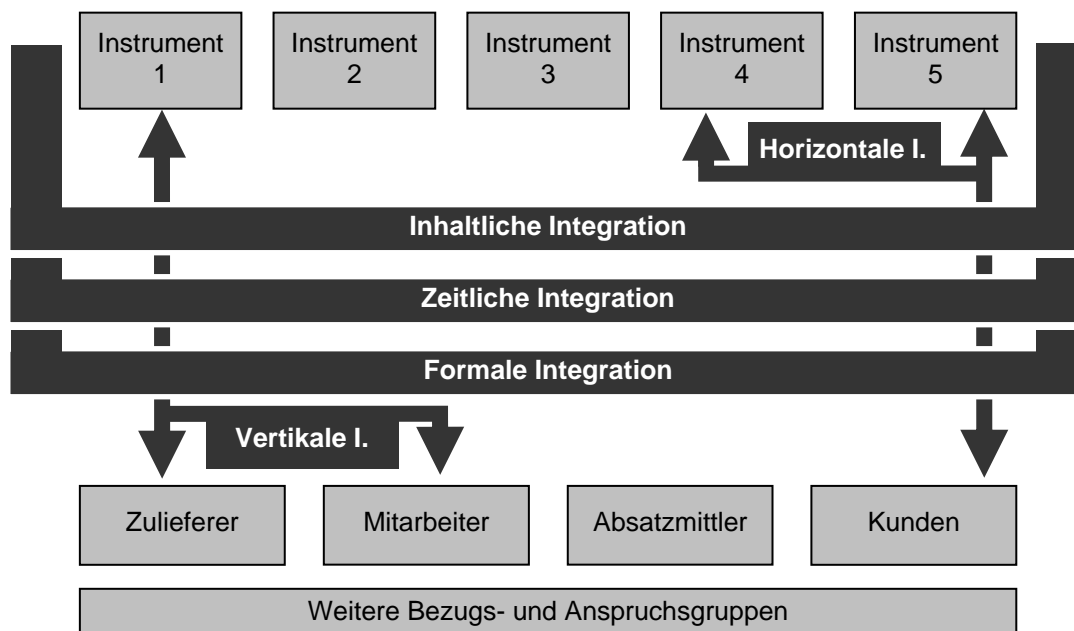 Instrument
1
Instrument
2
Instrument
3
Instrument
4
Instrument
5
Horizontale I.
Inhaltliche Integration
Zeitliche Integration
Formale Integration
Vertikale I.
Zulieferer
Mitarbeiter
Absatzmittler
Kunden
Weitere Bezugs- und Anspruchsgruppen